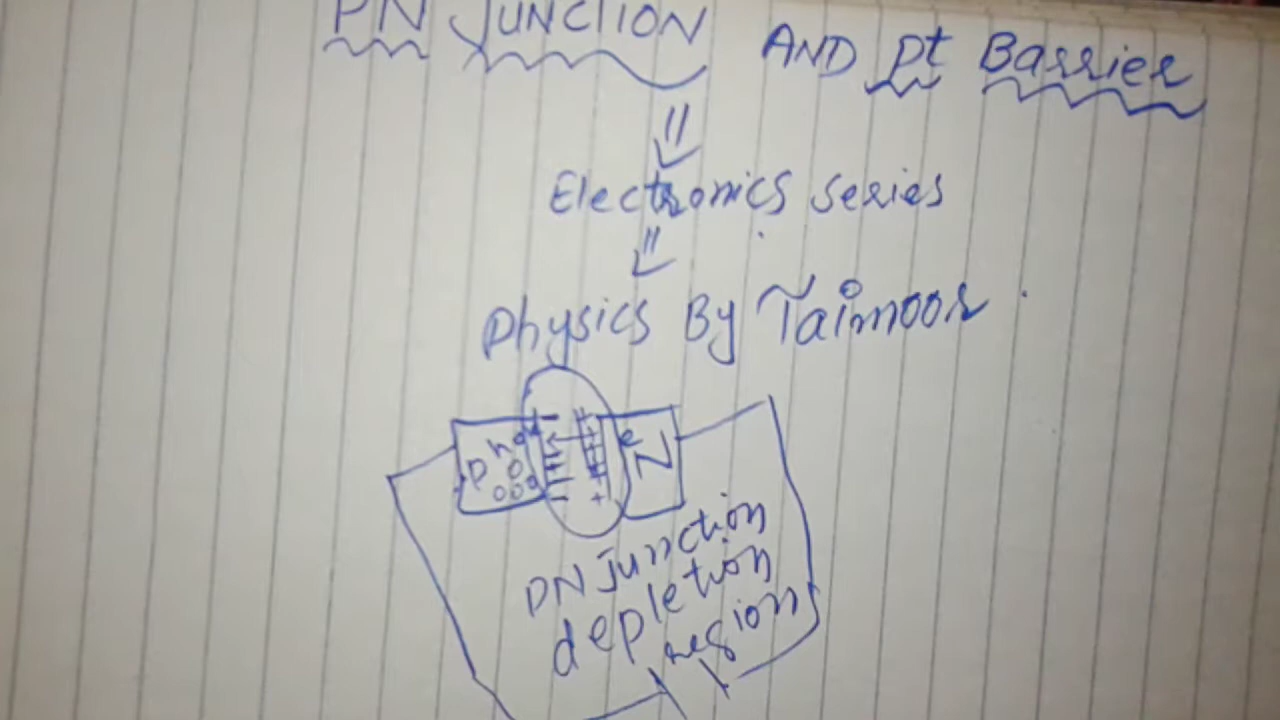 PN JUNCTION AND pt Barrier
Electronics series
Physics By Taimoor
P h
e N
PN junction
depletion
region